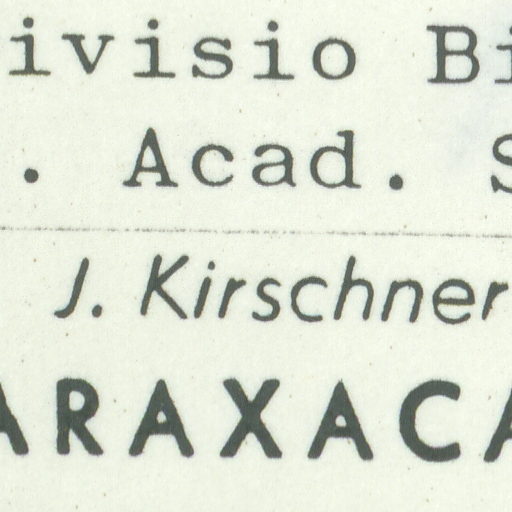 ivisio Bi
. Acad. S
J. Kirschner
ARAXACA